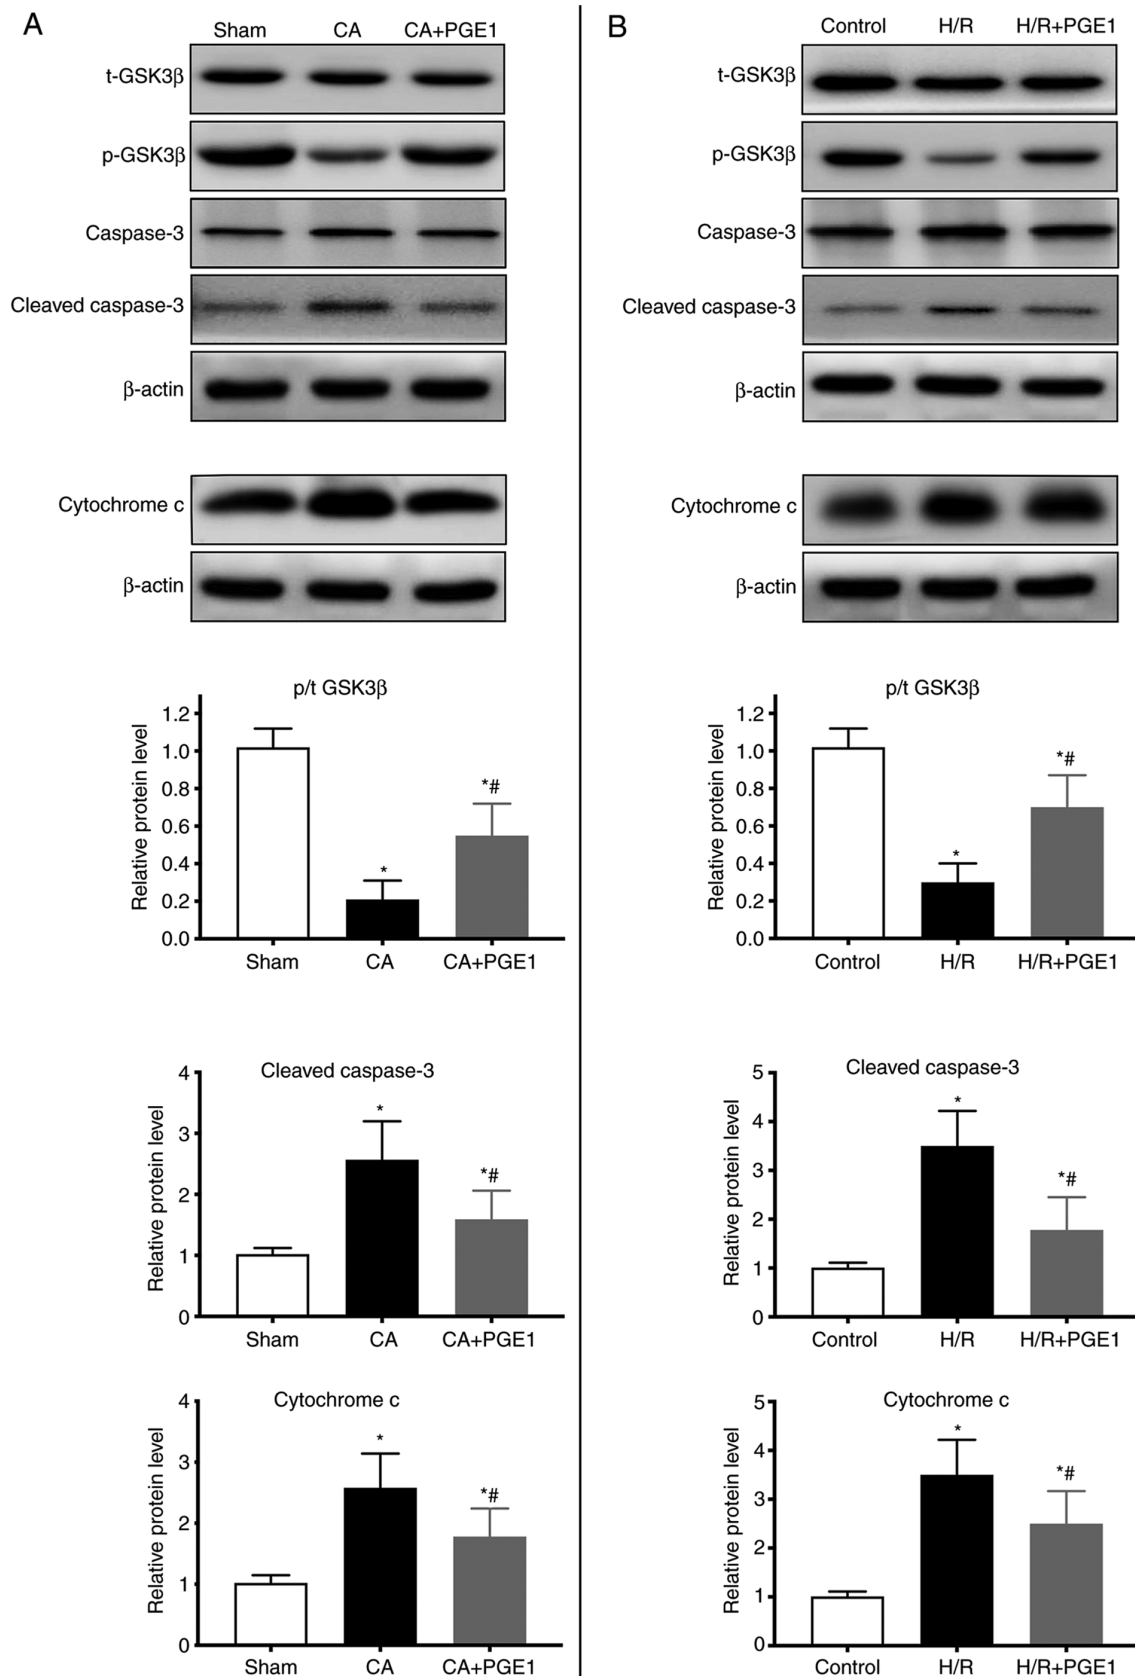 A
Sham CA CA+PGE1
t-GSK3β
p-GSK3β
Caspase-3
Cleaved caspase-3
β-actin
Cytochrome c
β-actin
p/t GSK3β
Relative protein level
1.2
1.0
0.8
0.6
0.4
0.2
0.0
*
*#
Sham CA CA+PGE1
Cleaved caspase-3
Relative protein level
4
3
2
1
0
*
*#
Sham CA CA+PGE1
Cytochrome c
Relative protein level
4
3
2
1
0
*
*#
Sham CA CA+PGE1
B
Control H/R H/R+PGE1
t-GSK3β
p-GSK3β
Caspase-3
Cleaved caspase-3
β-actin
Cytochrome c
β-actin
p/t GSK3β
Relative protein level
1.2
1.0
0.8
0.6
0.4
0.2
0.0
*
*#
Control H/R H/R+PGE1
Cleaved caspase-3
Relative protein level
5
4
3
2
1
0
*
*#
Control H/R H/R+PGE1
Cytochrome c
Relative protein level
5
4
3
2
1
0
*
*#
Control H/R H/R+PGE1